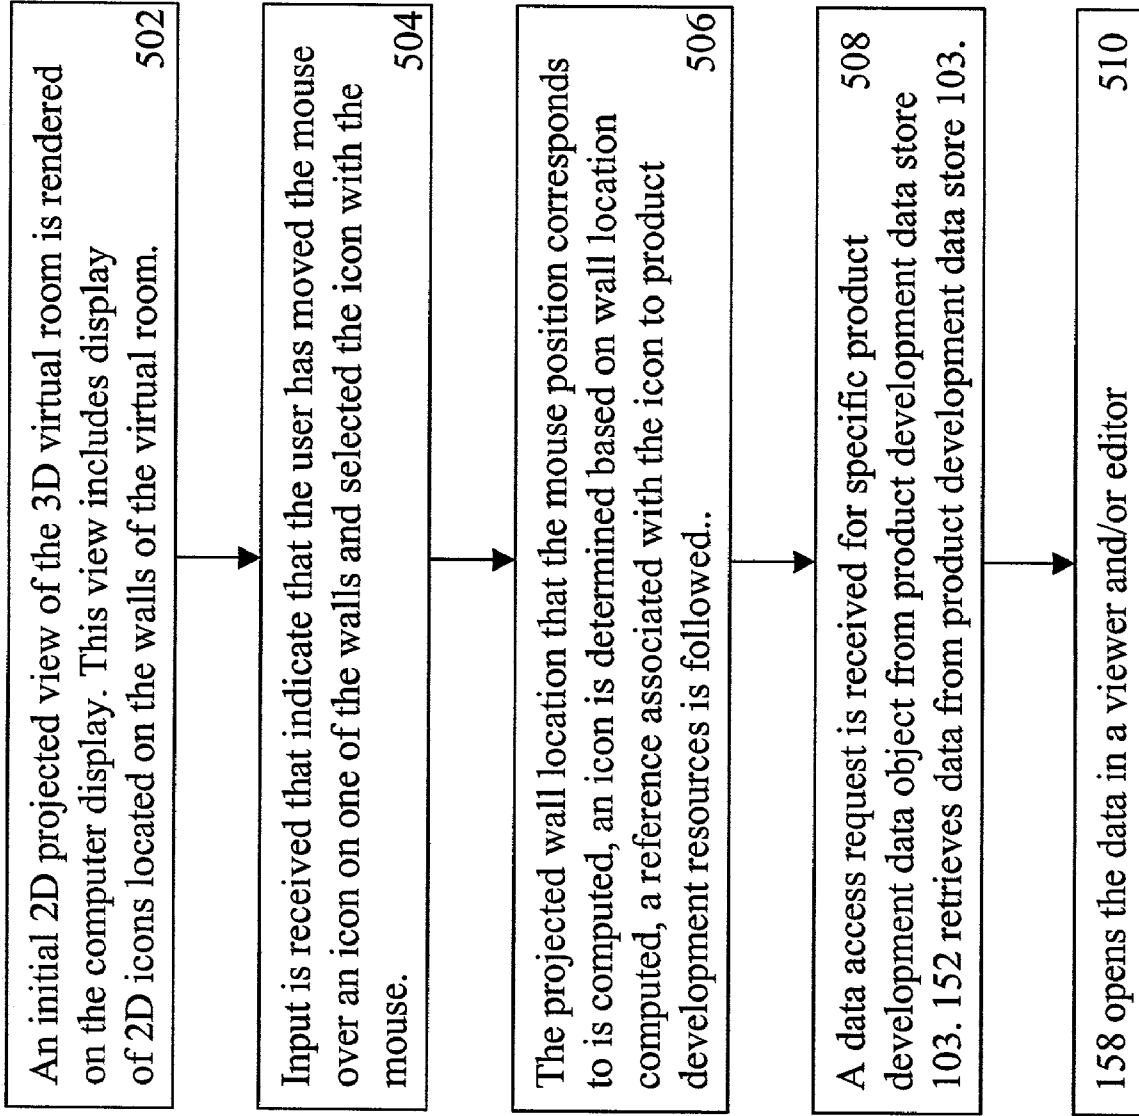 An initial 2D projected view of the 3D virtual room is rendered
on the computer display. This view includes display
of 2D icons located on the walls of the virtual room. 502
Input is received that indicate that the user has moved the mouse
over an icon on one of the walls and selected the icon with the
mouse. 504
The projected wall location that the mouse position corresponds
to is computed, an icon is determined based on wall location
computed, a reference associated with the icon to product
development resources is followed.. 506
A data access request is received for specific product 508
development data object from product development data store
103. 152 retrieves data from product development data store 103.
158 opens the data in a viewer and/or editor 510